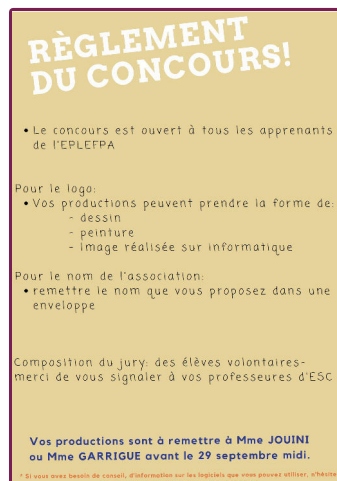 RÈGLEMENT
DU CONCOURS!
• Le concours est ouvert à tous les apprenants
de l'EPLEFPA
Pour le logo:
• Vos productions peuvent prendre la forme de:
- dessin
- peinture
- Image réalisée sur informatique
Pour le nom de l'association:
• remettre le nom que vous proposez dans une
enveloppe
Composition du jury: des élèves volontaires-
merci de vous signaler à vos professeures d'ESC
Vos productions sont à remettre à Mme JOUINI
ou Mme GARRIGUE avant le 29 septembre midi.
* Si vous avez besoin de conseil, d'information sur les logiciels que vous pouvez utiliser, n'hésite